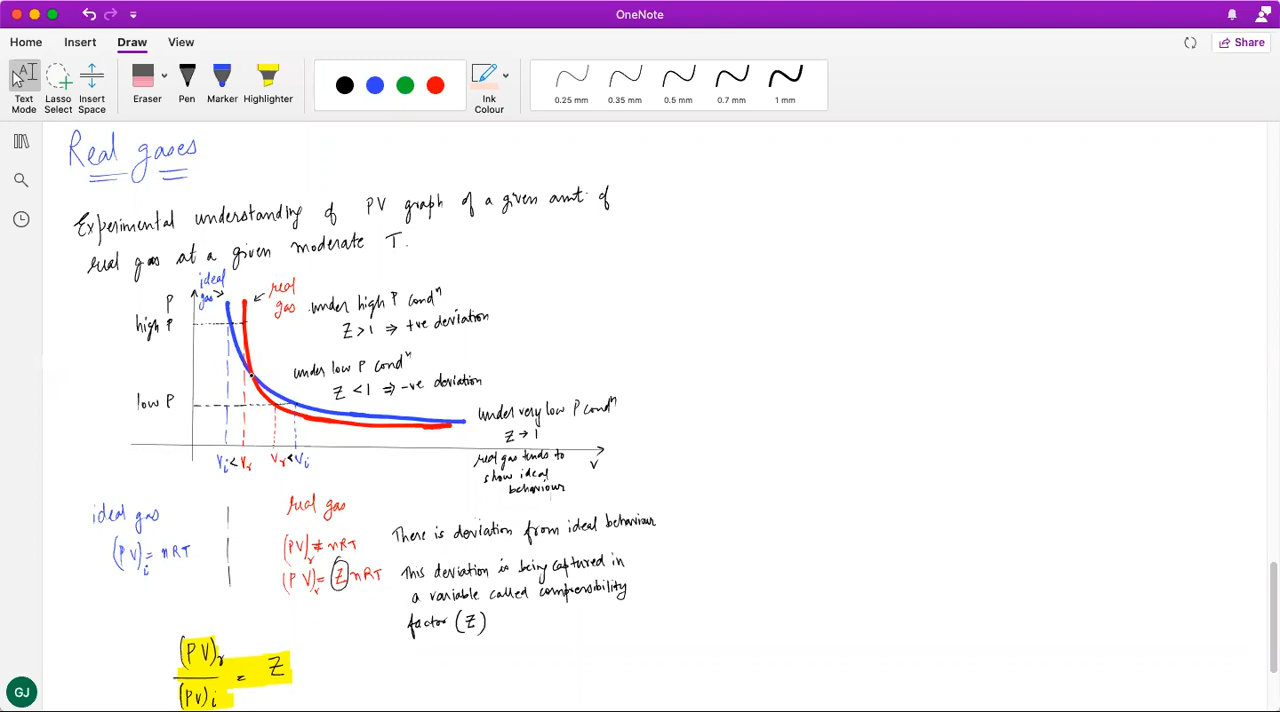 OneNote
Home Insert Draw View
Share
Text Mode
Lasso Select
Insert Space
Eraser
Pen
Marker
Highlighter
Ink Colour
0.25 mm 0.35 mm 0.5 mm 0.7 mm 1 mm
Real gases
Experimental understanding of PV graph of a given amt. of
real gas at a given moderate T.
ideal gas
real gas
P
high P
under high P condⁿ
Z > 1 ⇒ +ve deviation
under low P condⁿ
Z < 1 ⇒ -ve deviation
low P
under very low P condⁿ
Z → 1
real gas tends to
show ideal
behaviour
Vi < Vr Vr < Vi
V
ideal gas
(PV)i = nRT
real gas
(PV)r ≠ nRT
(PV)r = Z nRT
There is deviation from ideal behaviour
This deviation is being captured in
a variable called compressibility
factor (Z)
(PV)r
(PV)i
= Z
GJ